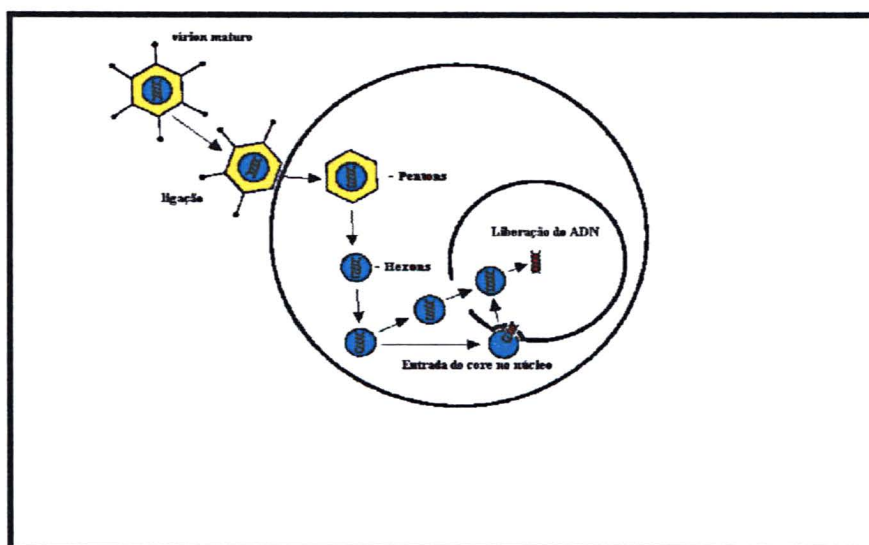 virion maturo
ligação
- Pentons
- Hexons
Liberação do ADN
Entrada do core no núcleo